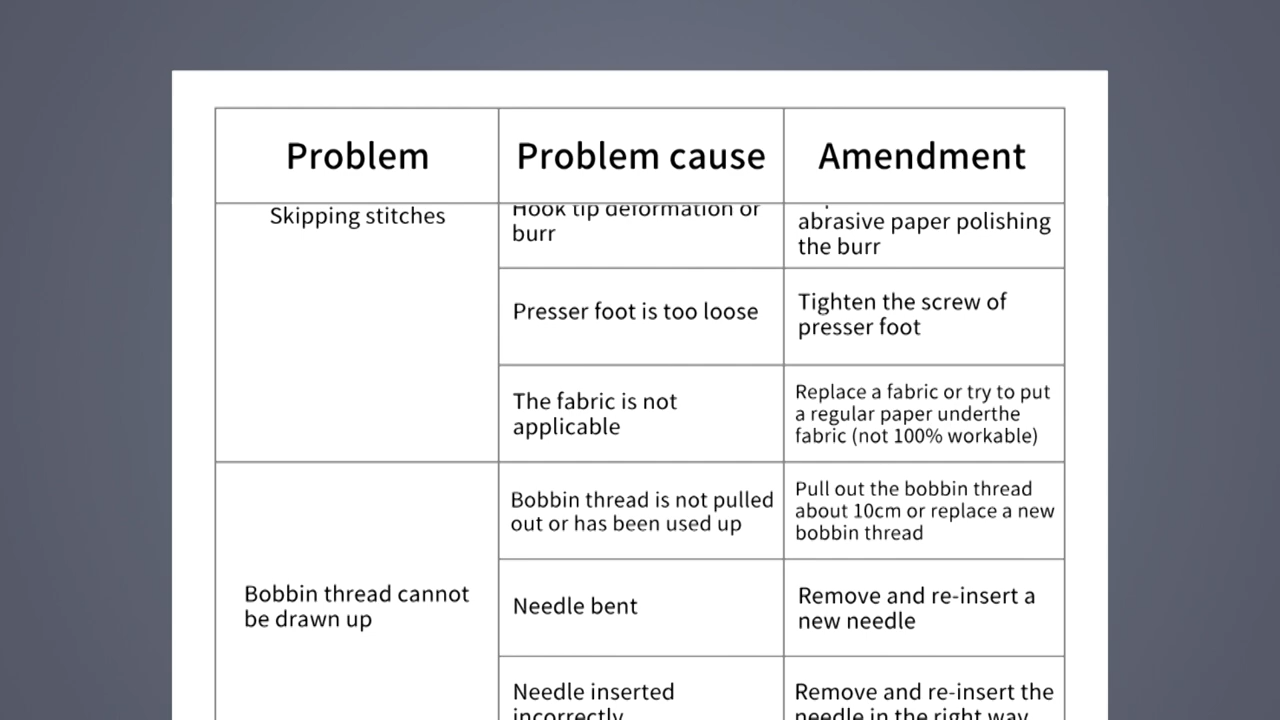 Problem
Problem cause
Amendment
Skipping stitches
Hook tip deformation or
burr
abrasive paper polishing
the burr
Presser foot is too loose
Tighten the screw of
presser foot
The fabric is not
applicable
Replace a fabric or try to put
a regular paper underthe
fabric (not 100% workable)
Bobbin thread cannot
be drawn up
Bobbin thread is not pulled
out or has been used up
Pull out the bobbin thread
about 10cm or replace a new
bobbin thread
Needle bent
Remove and re-insert a
new needle
Needle inserted
incorrectly
Remove and re-insert the
needle in the right way